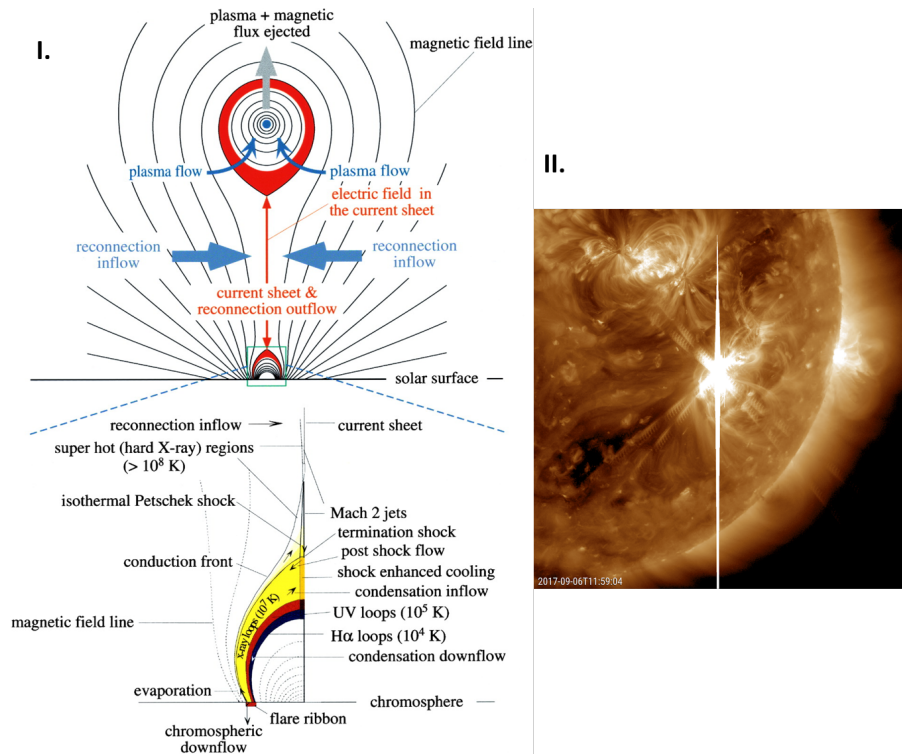 I.
plasma + magnetic
flux ejected
magnetic field line
plasma flow
plasma flow
electric field in
the current sheet
reconnection
inflow
reconnection
inflow
current sheet &
reconnection outflow
solar surface
reconnection inflow
current sheet
super hot (hard X-ray) regions
(> 10⁸ K)
isothermal Petschek shock
Mach 2 jets
termination shock
post shock flow
conduction front
shock enhanced cooling
condensation inflow
x-ray loops (10⁷ K)
UV loops (10⁵ K)
magnetic field line
Hα loops (10⁴ K)
condensation downflow
evaporation
chromosphere
flare ribbon
chromospheric
downflow
II.
2017-09-06T11:59:04